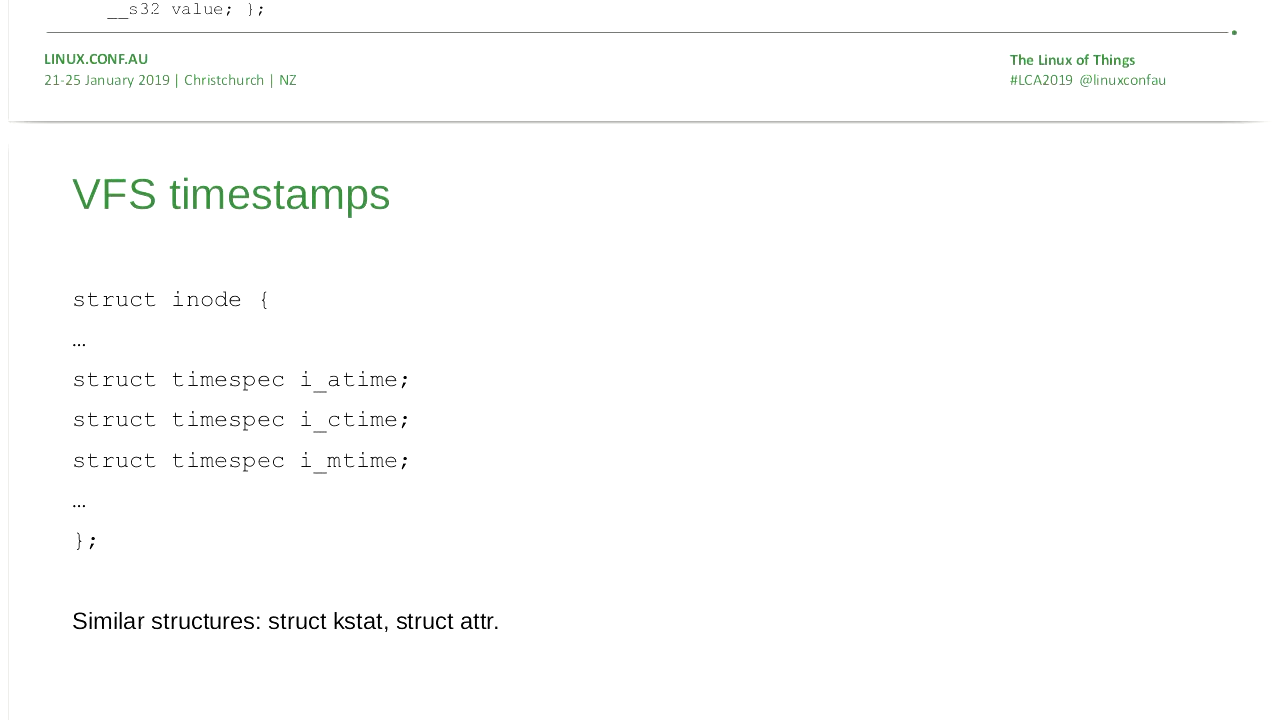 __s32 value; };
LINUX.CONF.AU
21-25 January 2019 | Christchurch | NZ
The Linux of Things
#LCA2019 @linuxconfau
VFS timestamps
struct inode {
…
struct timespec i_atime;
struct timespec i_ctime;
struct timespec i_mtime;
…
};
Similar structures: struct kstat, struct attr.